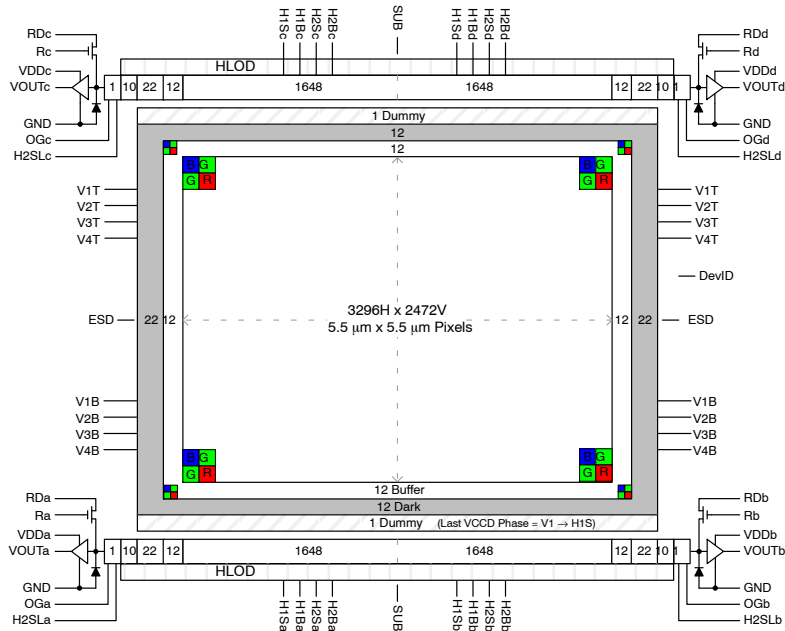 H1Sc
H1Bc
H2Sc
H2Bc
SUB
H1Sd
H1Bd
H2Sd
H2Bd
RDc
Rc
VDDc
VOUTc
GND
OGc
H2SLc
HLOD
1 10 22 12 1648 1648 12 22 10 1
RDd
Rd
VDDd
VOUTd
GND
OGd
H2SLd
1 Dummy
12
12
B G
G R
B G
G R
V1T
V2T
V3T
V4T
V1T
V2T
V3T
V4T
DevID
ESD
22 12
3296H x 2472V
5.5 μm x 5.5 μm Pixels
12 22
ESD
V1B
V2B
V3B
V4B
V1B
V2B
V3B
V4B
B G
G R
B G
G R
12 Buffer
12 Dark
1 Dummy (Last VCCD Phase = V1 → H1S)
RDa
Ra
VDDa
VOUTa
GND
OGa
H2SLa
1 10 22 12 1648 1648 12 22 10 1
HLOD
RDb
Rb
VDDb
VOUTb
GND
OGb
H2SLb
H1Sa
H1Ba
H2Sa
H2Ba
SUB
H1Sb
H1Bb
H2Sb
H2Bb